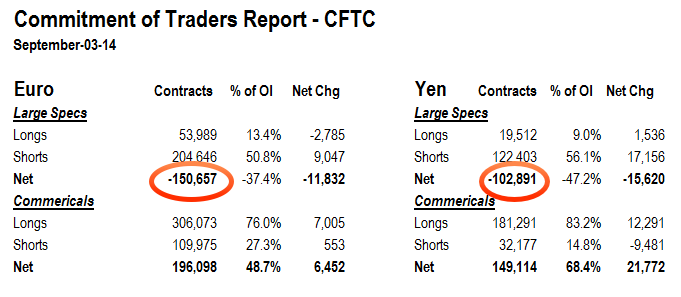 Commitment of Traders Report - CFTC
September-03-14
Euro Contracts % of OI Net Chg
Large Specs
Longs 53,989 13.4% -2,785
Shorts 204,646 50.8% 9,047
Net -150,657 -37.4% -11,832
Commericals
Longs 306,073 76.0% 7,005
Shorts 109,975 27.3% 553
Net 196,098 48.7% 6,452
Yen Contracts % of OI Net Chg
Large Specs
Longs 19,512 9.0% 1,536
Shorts 122,403 56.1% 17,156
Net -102,891 -47.2% -15,620
Commericals
Longs 181,291 83.2% 12,291
Shorts 32,177 14.8% -9,481
Net 149,114 68.4% 21,772